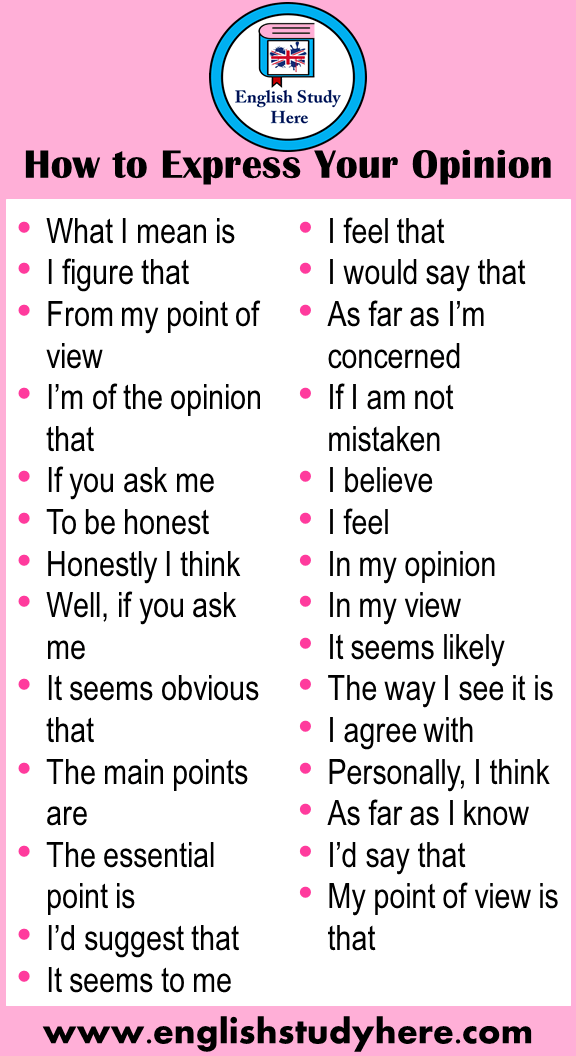 English Study
Here
How to Express Your Opinion
What I mean is
I figure that
From my point of
view
I'm of the opinion
that
If you ask me
To be honest
Honestly I think
Well, if you ask
me
It seems obvious
that
The main points
are
The essential
point is
I'd suggest that
It seems to me
I feel that
I would say that
As far as I'm
concerned
If I am not
mistaken
I believe
I feel
In my opinion
In my view
It seems likely
The way I see it is
I agree with
Personally, I think
As far as I know
I'd say that
My point of view is
that
www.englishstudyhere.com